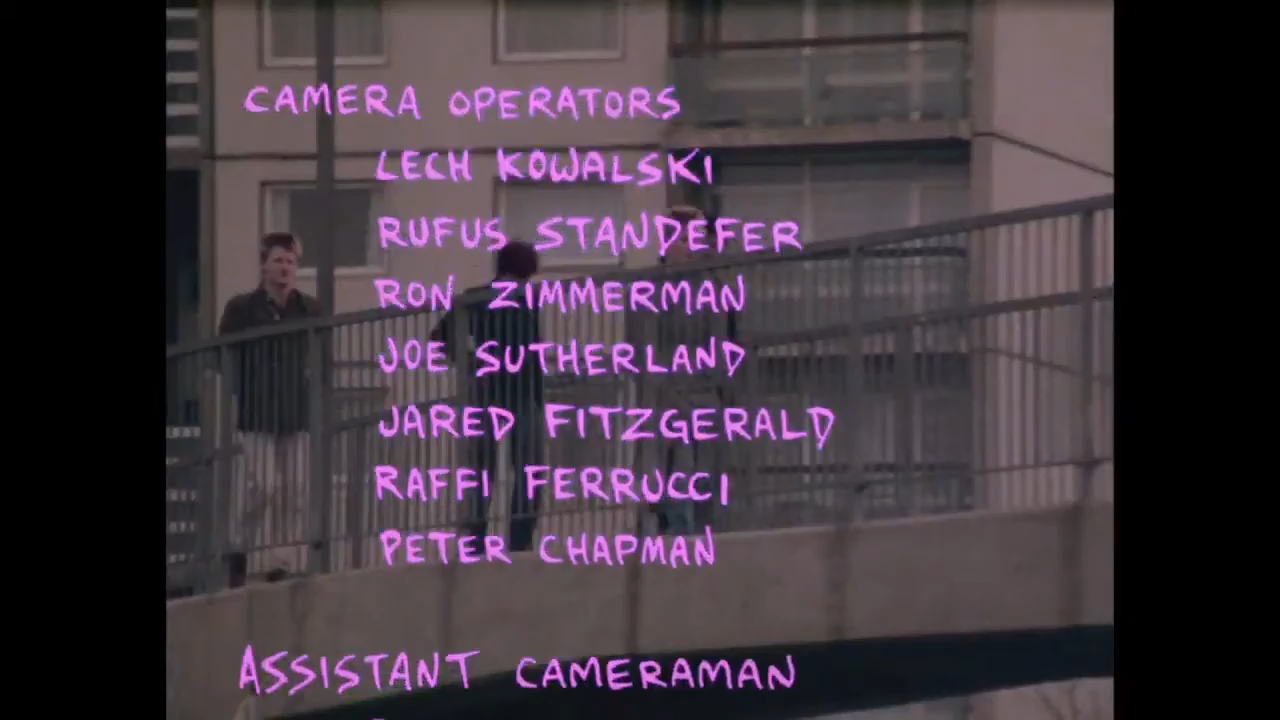 CAMERA OPERATORS
LECH KOWALSKI
RUFUS STANDEFER
RON ZIMMERMAN
JOE SUTHERLAND
JARED FITZGERALD
RAFFI FERRUCCI
PETER CHAPMAN
ASSISTANT CAMERAMAN